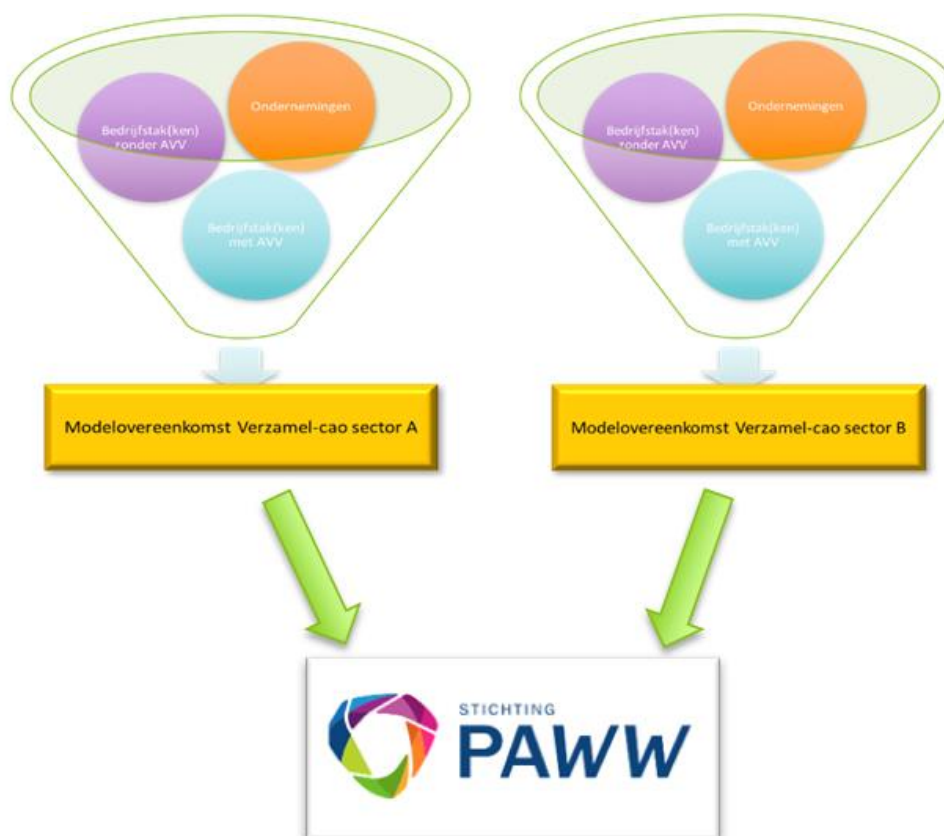 Ondernemingen
Bedrijfstak(ken)
zonder AVV
Bedrijfstak(ken)
met AVV
Modelovereenkomst Verzamel-cao sector A
Ondernemingen
Bedrijfstak(ken)
zonder AVV
Bedrijfstak(ken)
met AVV
Modelovereenkomst Verzamel-cao sector B
STICHTING
PAWW